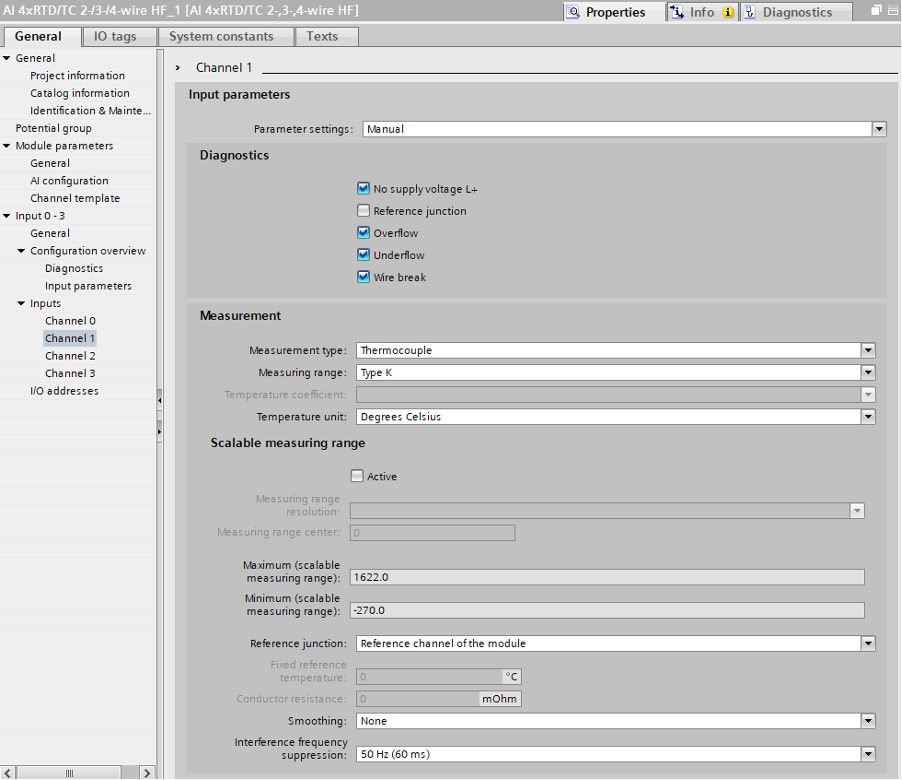 AI 4xRTD/TC 2-/3-/4-wire HF_1 [AI 4xRTD/TC 2-,3-,4-wire HF]
Properties
Info
Diagnostics
General
IO tags
System constants
Texts
General
Project information
Catalog information
Identification & Mainte...
Potential group
Module parameters
General
AI configuration
Channel template
Input 0 - 3
General
Configuration overview
Diagnostics
Input parameters
Inputs
Channel 0
Channel 1
Channel 2
Channel 3
I/O addresses
Channel 1
Input parameters
Parameter settings: Manual
Diagnostics
No supply voltage L+
Reference junction
Overflow
Underflow
Wire break
Measurement
Measurement type: Thermocouple
Measuring range: Type K
Temperature coefficient:
Temperature unit: Degrees Celsius
Scalable measuring range
Active
Measuring range
resolution:
Measuring range center: 0
Maximum (scalable
measuring range): 1622.0
Minimum (scalable
measuring range): -270.0
Reference junction: Reference channel of the module
Fixed reference
temperature: 0 °C
Conductor resistance: 0 mOhm
Smoothing: None
Interference frequency
suppression: 50 Hz (60 ms)